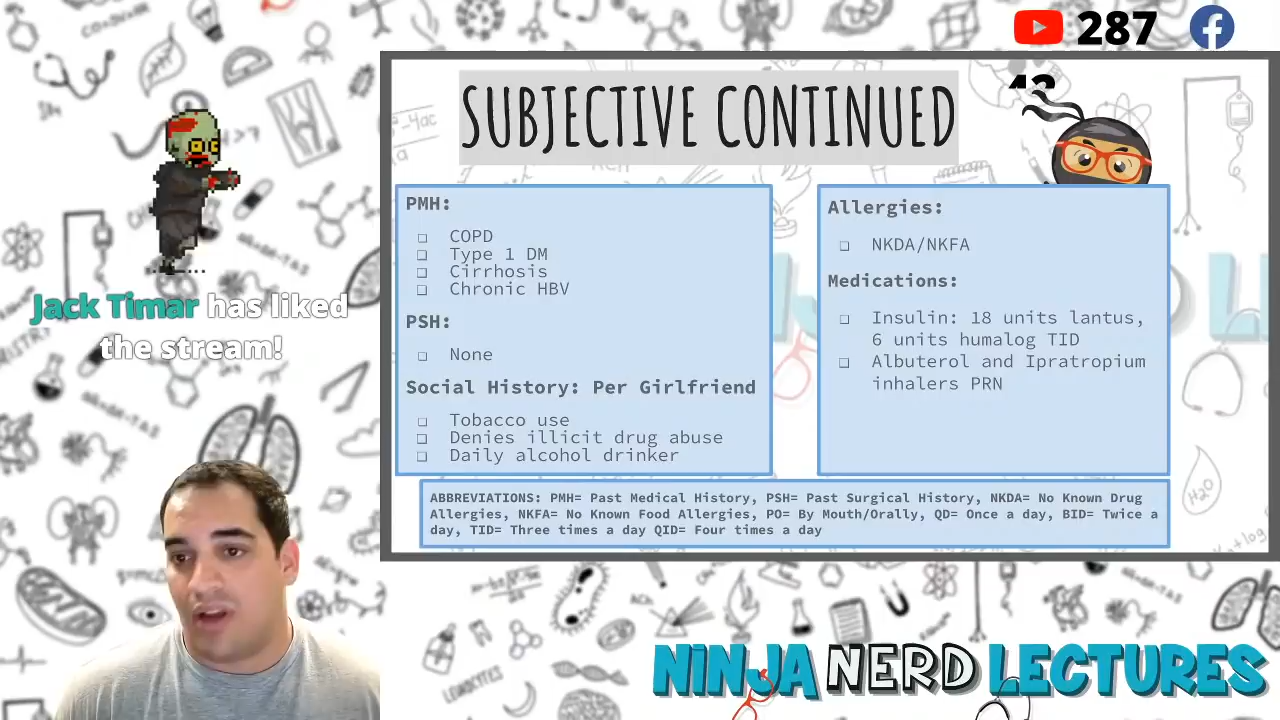 287
SUBJECTIVE CONTINUED
PMH:
COPD
Type 1 DM
Cirrhosis
Chronic HBV
PSH:
None
Social History: Per Girlfriend
Tobacco use
Denies illicit drug abuse
Daily alcohol drinker
Allergies:
NKDA/NKFA
Medications:
Insulin: 18 units lantus,
6 units humalog TID
Albuterol and Ipratropium
inhalers PRN
ABBREVIATIONS: PMH= Past Medical History, PSH= Past Surgical History, NKDA= No Known Drug
Allergies, NKFA= No Known Food Allergies, PO= By Mouth/Orally, QD= Once a day, BID= Twice a
day, TID= Three times a day QID= Four times a day
Jack Timar has liked
the stream!
H2O
NINJA NERD LECTURES